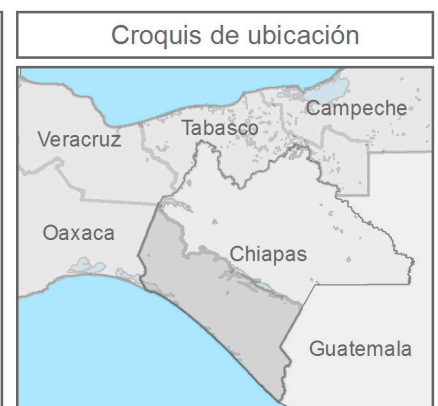 Croquis de ubicación
Campeche
Tabasco
Veracruz
Oaxaca
Chiapas
Guatemala